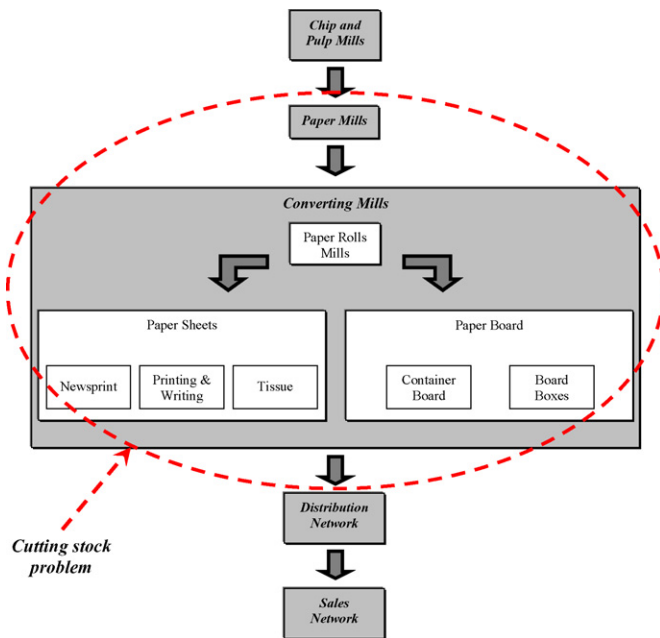 Chip and
Pulp Mills
Paper Mills
Converting Mills
Paper Rolls
Mills
Paper Sheets
Newsprint
Printing &
Writing
Tissue
Paper Board
Container
Board
Board
Boxes
Distribution
Network
Cutting stock
problem
Sales
Network